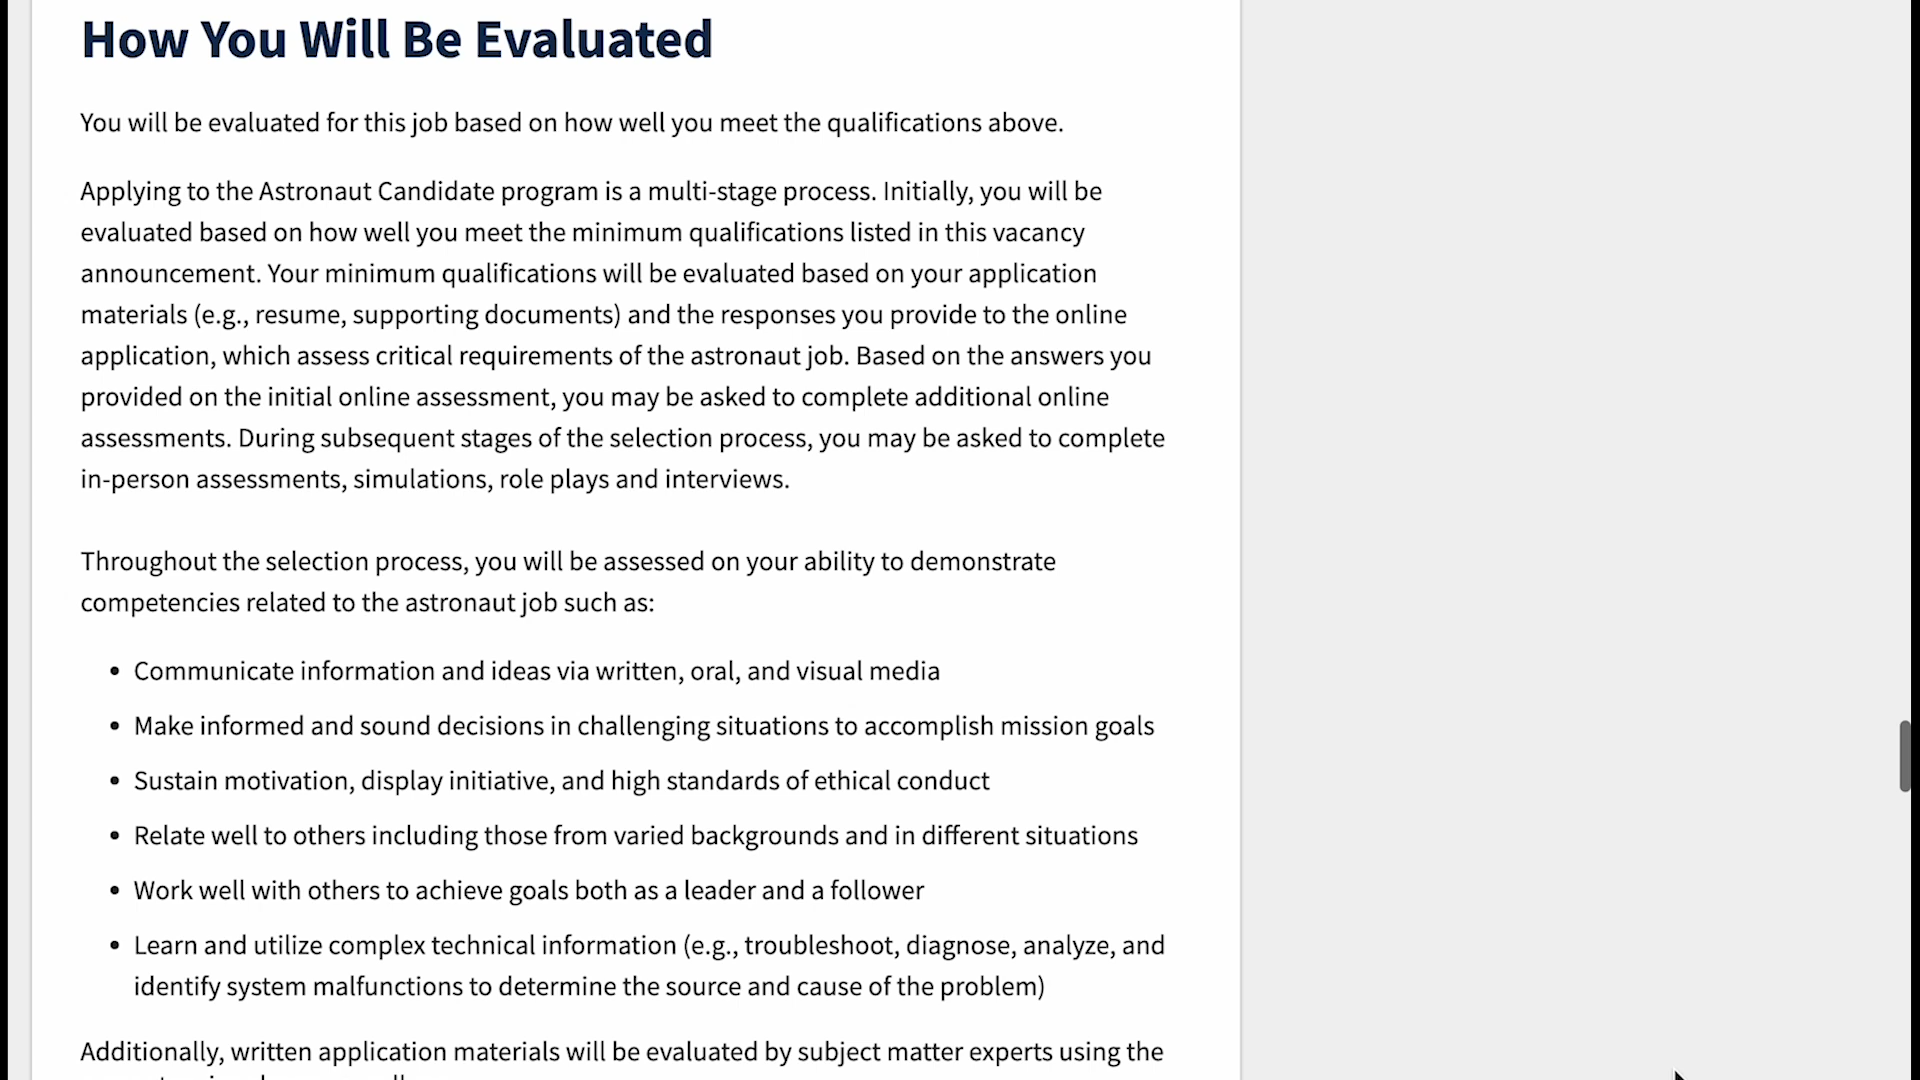 How You Will Be Evaluated
You will be evaluated for this job based on how well you meet the qualifications above.
Applying to the Astronaut Candidate program is a multi-stage process. Initially, you will be
evaluated based on how well you meet the minimum qualifications listed in this vacancy
announcement. Your minimum qualifications will be evaluated based on your application
materials (e.g., resume, supporting documents) and the responses you provide to the online
application, which assess critical requirements of the astronaut job. Based on the answers you
provided on the initial online assessment, you may be asked to complete additional online
assessments. During subsequent stages of the selection process, you may be asked to complete
in-person assessments, simulations, role plays and interviews.
Throughout the selection process, you will be assessed on your ability to demonstrate
competencies related to the astronaut job such as:
• Communicate information and ideas via written, oral, and visual media
• Make informed and sound decisions in challenging situations to accomplish mission goals
• Sustain motivation, display initiative, and high standards of ethical conduct
• Relate well to others including those from varied backgrounds and in different situations
• Work well with others to achieve goals both as a leader and a follower
• Learn and utilize complex technical information (e.g., troubleshoot, diagnose, analyze, and
identify system malfunctions to determine the source and cause of the problem)
Additionally, written application materials will be evaluated by subject matter experts using the